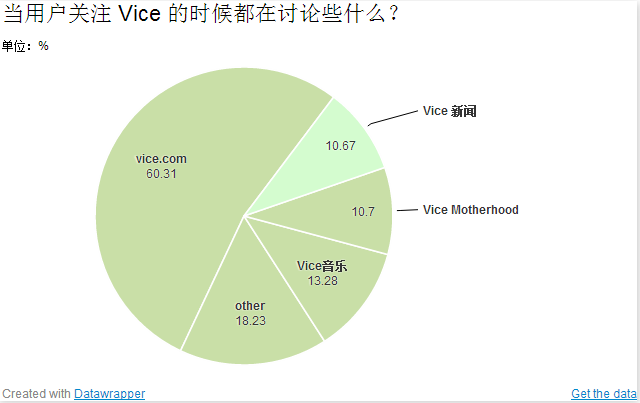 当用户关注 Vice 的时候都在讨论些什么？
单位：%
Vice 新闻
10.67
vice.com
60.31
10.7
Vice Motherhood
Vice音乐
13.28
other
18.23
Created with Datawrapper
Get the data